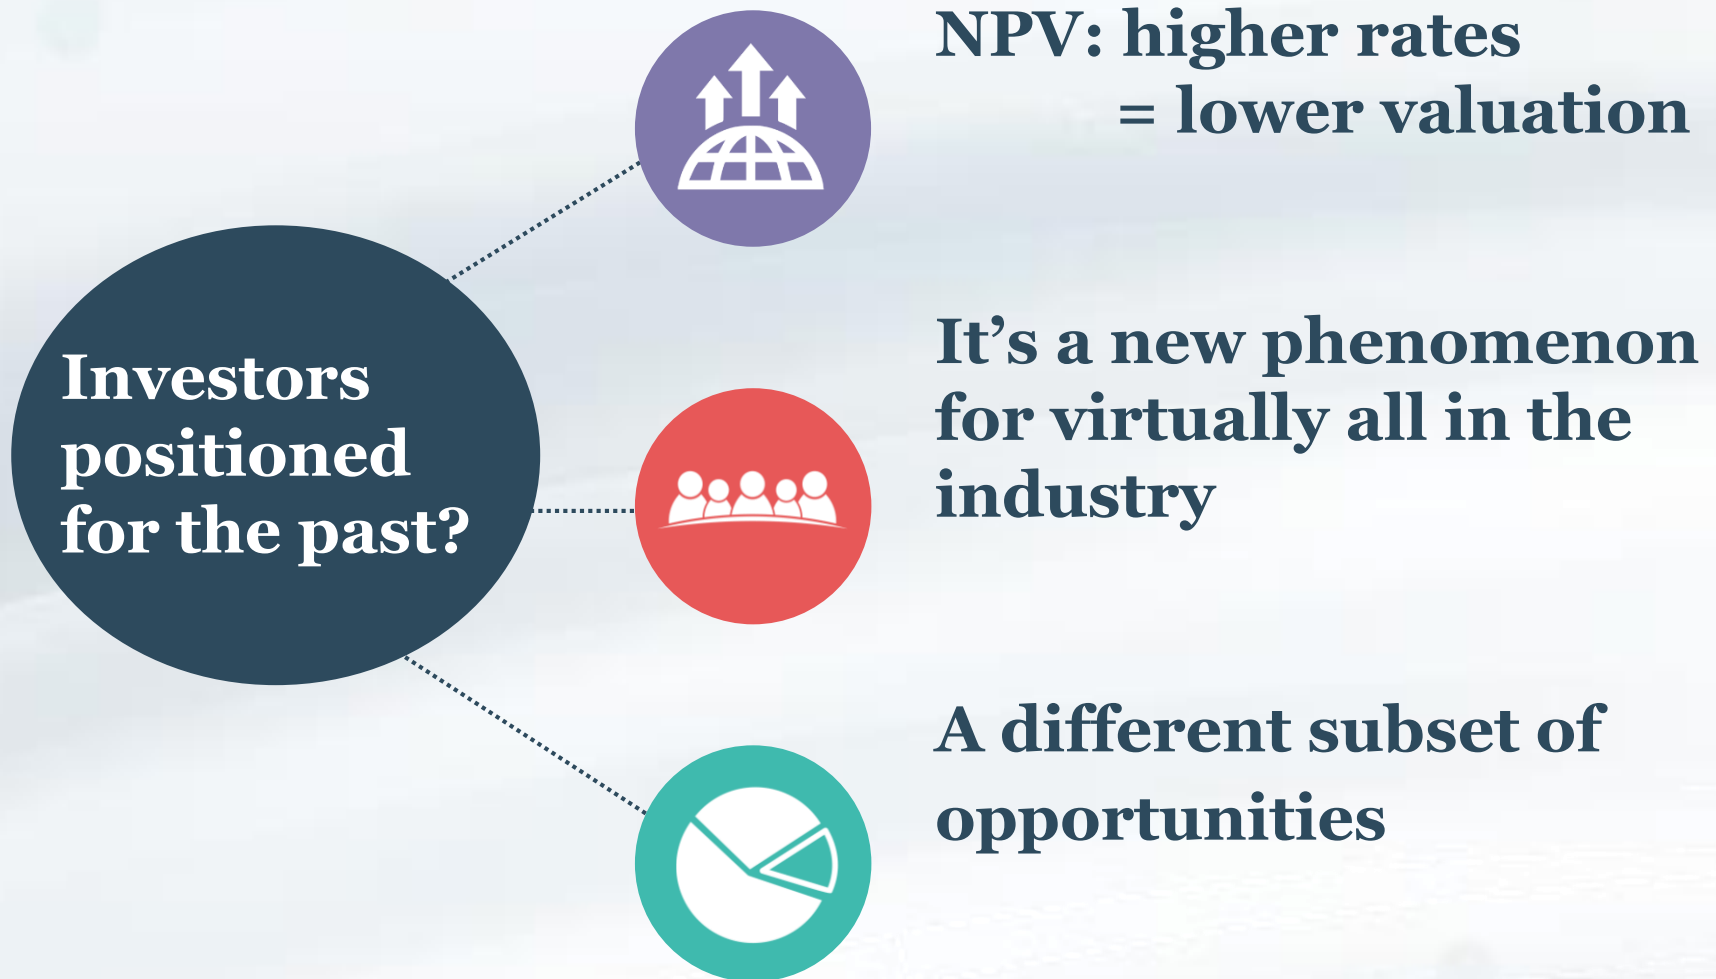 Investors
positioned
for the past?
NPV: higher rates
= lower valuation
It’s a new phenomenon
for virtually all in the
industry
A different subset of
opportunities